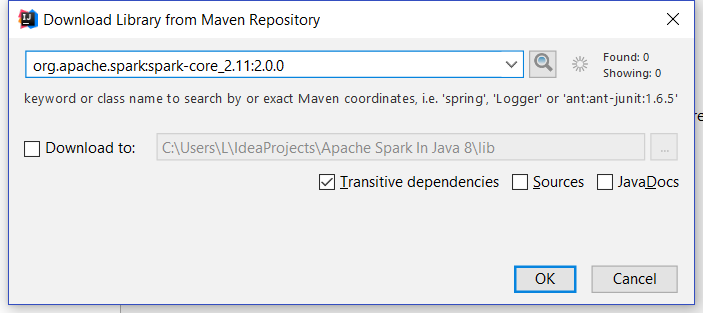 IJ
Download Library from Maven Repository
org.apache.spark:spark-core_2.11:2.0.0
Found: 0
Showing: 0
keyword or class name to search by or exact Maven coordinates, i.e. 'spring', 'Logger' or 'ant:ant-junit:1.6.5'
Download to:
C:\Users\L\IdeaProjects\Apache Spark In Java 8\lib
...
Transitive dependencies
Sources
JavaDocs
OK
Cancel